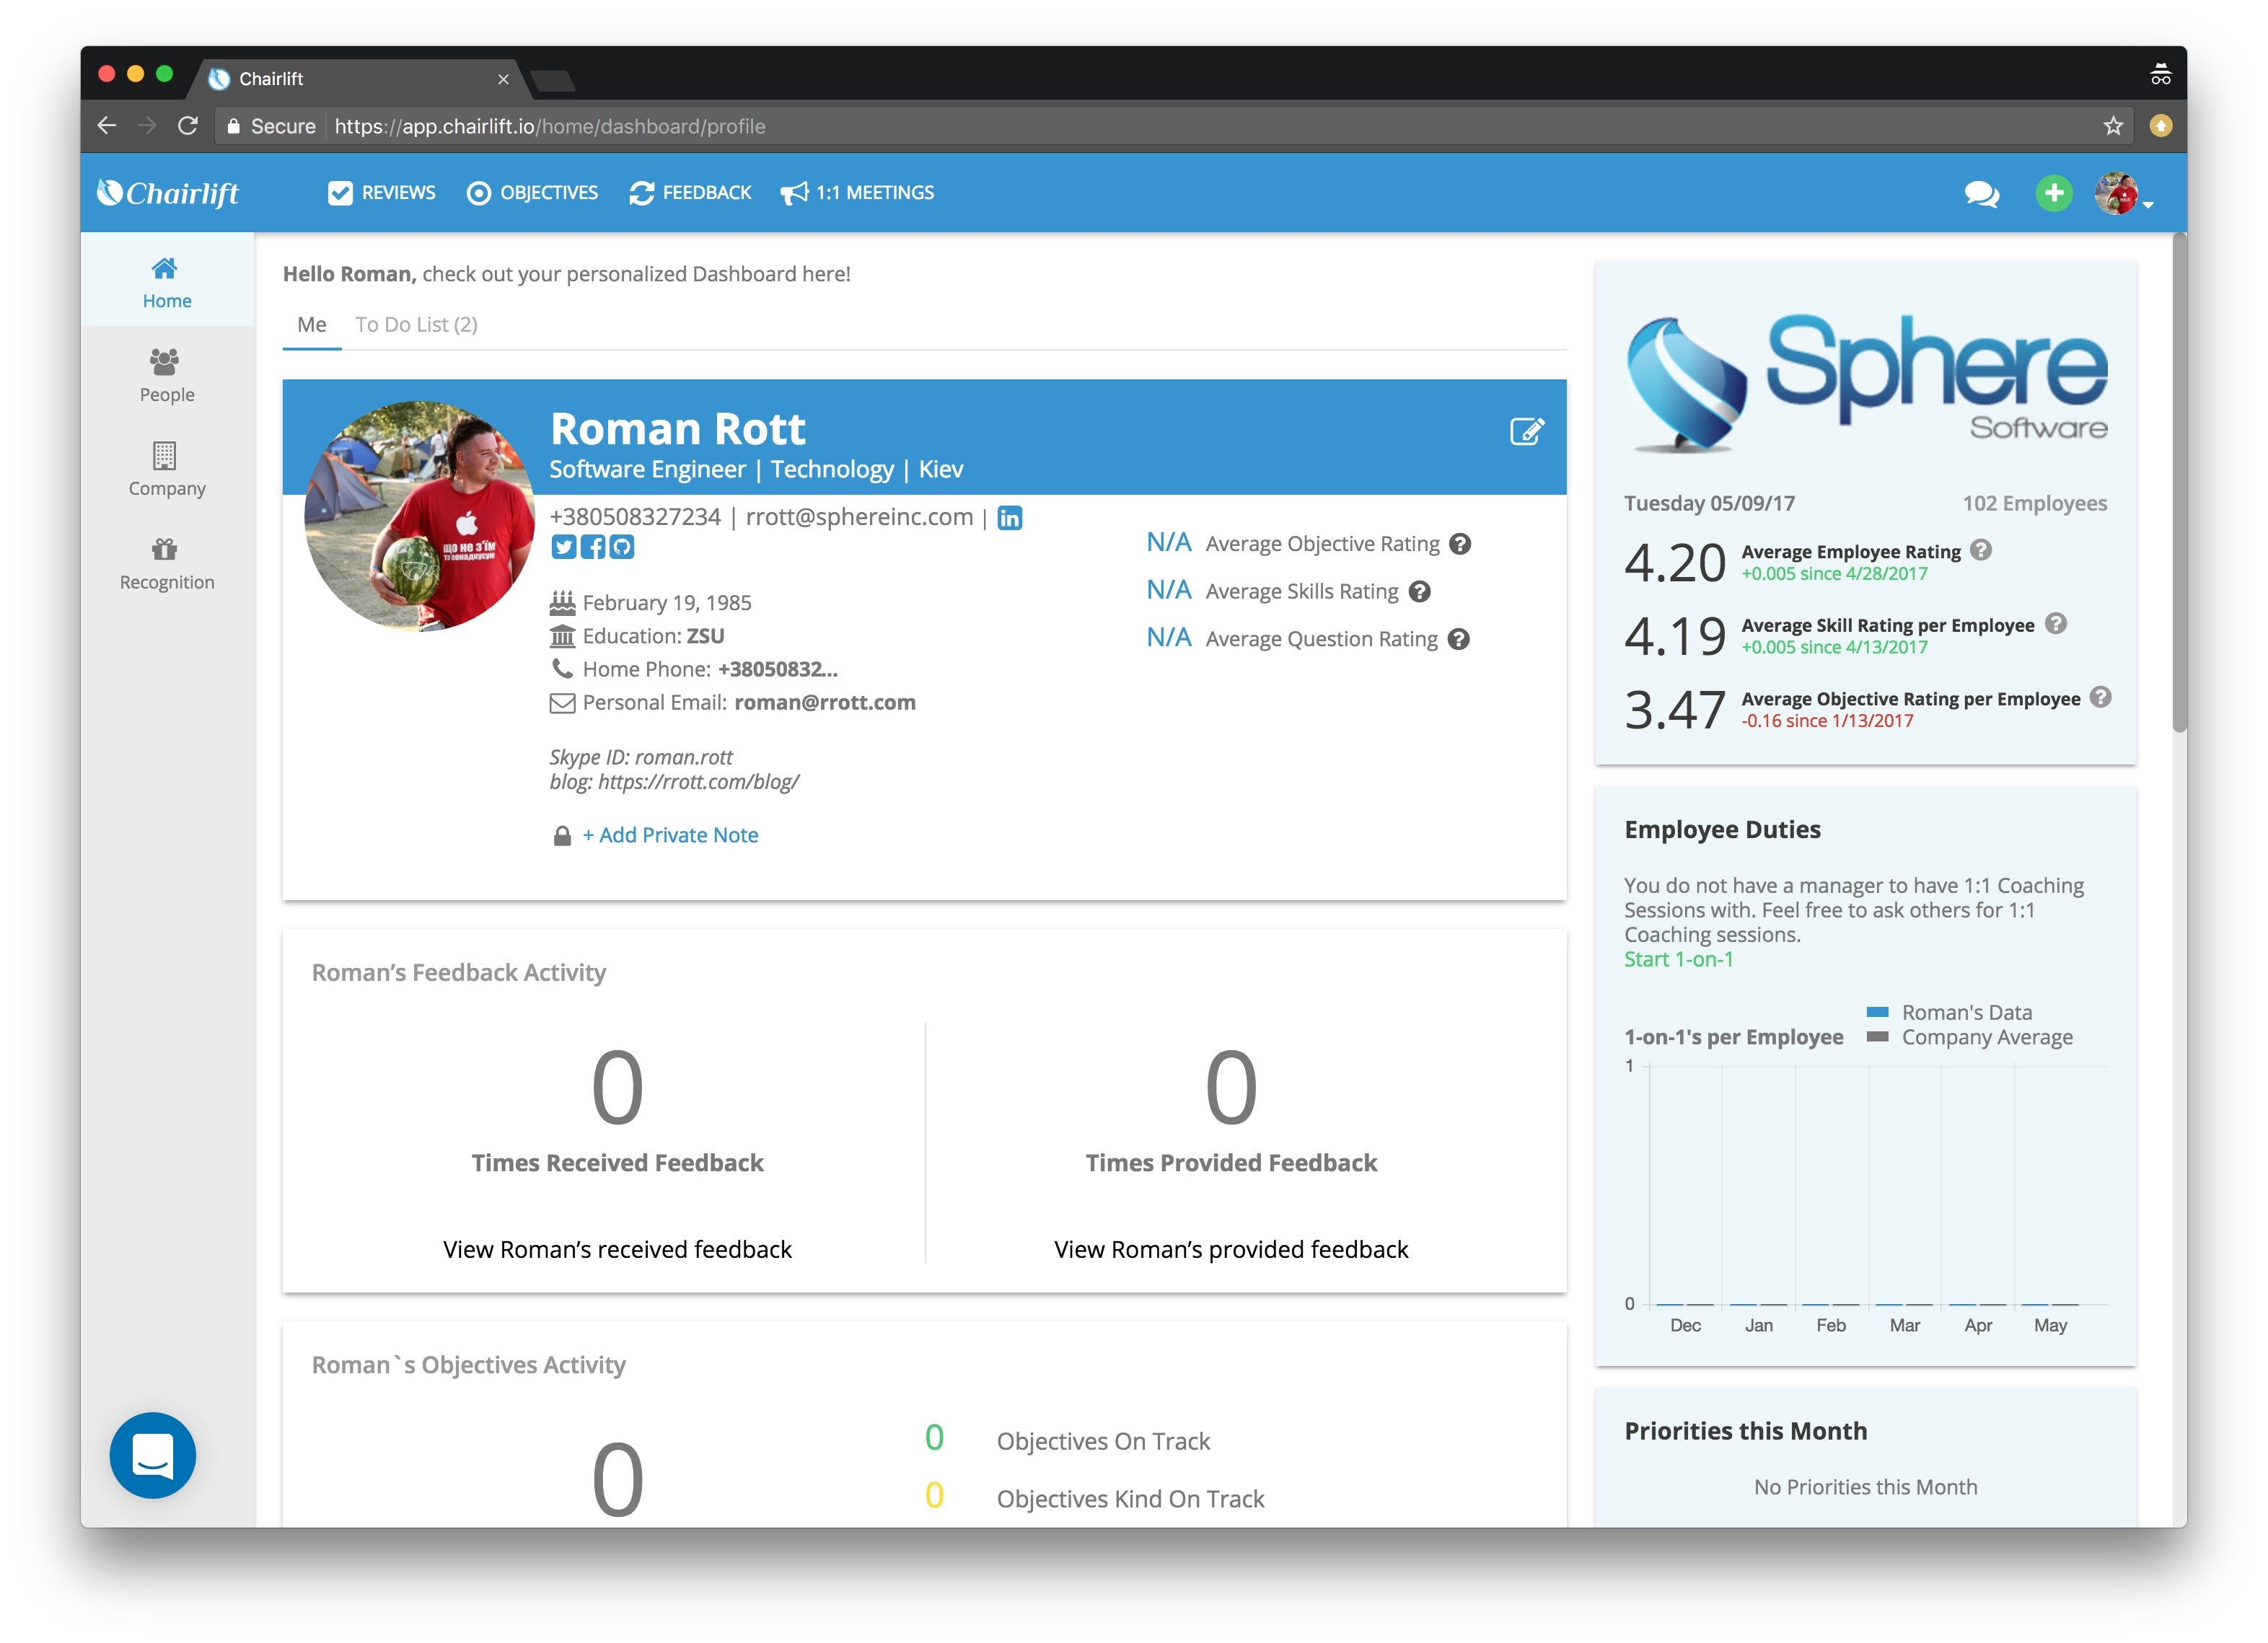 Chairlift
Secure
https://app.chairlift.io/home/dashboard/profile
Chairlift
REVIEWS
OBJECTIVES
FEEDBACK
1:1 MEETINGS
Home
People
Company
Recognition
Hello Roman, check out your personalized Dashboard here!
Me
To Do List (2)
Roman Rott
Software Engineer | Technology | Kiev
+380508327234 | rrott@sphereinc.com |
February 19, 1985
Education: ZSU
Home Phone: +38050832...
Personal Email: roman@rrott.com
Skype ID: roman.rott
blog: https://rrott.com/blog/
+ Add Private Note
N/A Average Objective Rating ?
N/A Average Skills Rating ?
N/A Average Question Rating ?
ЩО НЕ З'ЇМ
ТО ПОНАДКУСУЮ
Roman’s Feedback Activity
0
Times Received Feedback
View Roman’s received feedback
0
Times Provided Feedback
View Roman’s provided feedback
Roman`s Objectives Activity
0
0 Objectives On Track
0 Objectives Kind On Track
Sphere
Software
Tuesday 05/09/17
102 Employees
4.20 Average Employee Rating ?
+0.005 since 4/28/2017
4.19 Average Skill Rating per Employee ?
+0.005 since 4/13/2017
3.47 Average Objective Rating per Employee ?
-0.16 since 1/13/2017
Employee Duties
You do not have a manager to have 1:1 Coaching
Sessions with. Feel free to ask others for 1:1
Coaching sessions.
Start 1-on-1
1-on-1's per Employee
Roman's Data
Company Average
1
0
Dec Jan Feb Mar Apr May
Priorities this Month
No Priorities this Month